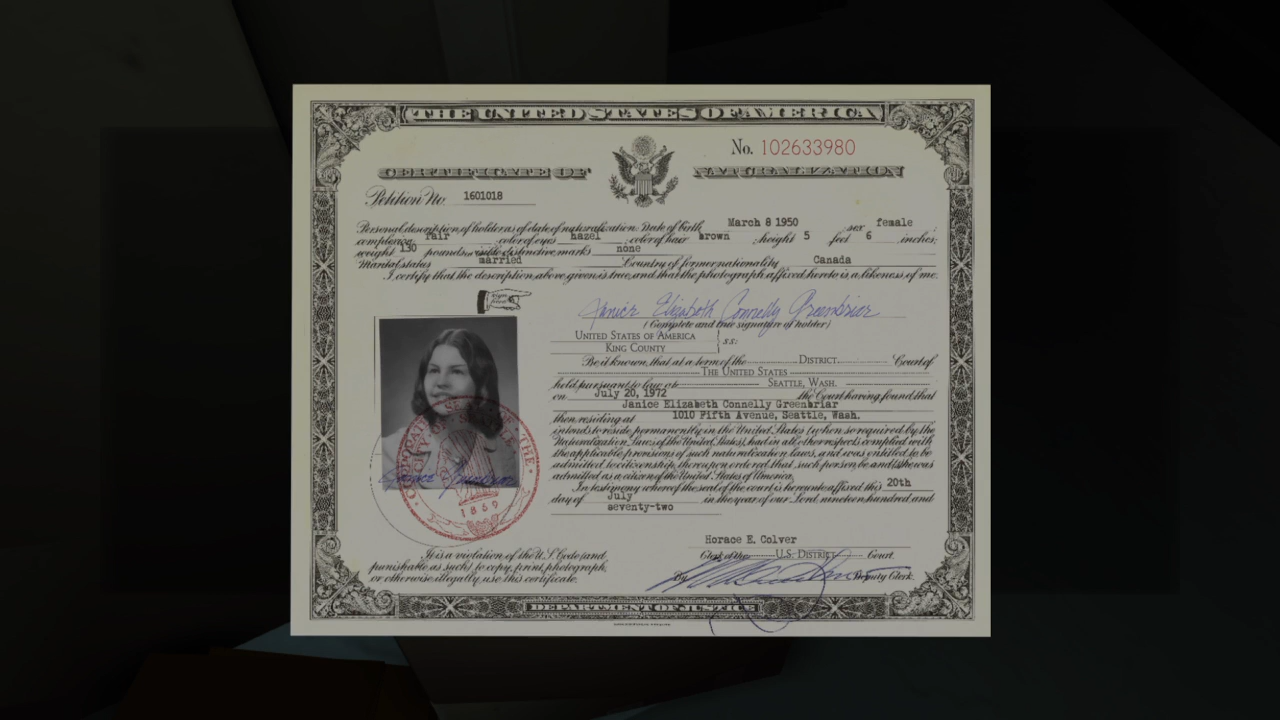 THE UNITED STATES OF AMERICA
No. 102633980
CERTIFICATE OF NATURALIZATION
Petition No. 1601018
Personal description of holder as of date of naturalization: Date of birth March 8 1950 sex female
complexion fair color of eyes hazel color of hair brown height 5 feet 6 inches;
weight 130 pounds visible distinctive marks none
Marital status married Country of former nationality Canada
I certify that the description above given is true, and that the photograph affixed hereto is a likeness of me.
Janice Elizabeth Connelly Greenbriar
(Complete and true signature of holder)
UNITED STATES OF AMERICA
KING COUNTY
ss:
Be it known, that at a term of the DISTRICT Court of
THE UNITED STATES
held pursuant to law at SEATTLE, WASH.
on July 20, 1972 the Court having found that
Janice Elizabeth Connelly Greenbriar
then residing at 1010 Fifth Avenue, Seattle, Wash.
intends to reside permanently in the United States (when so required by the
Naturalization Laws of the United States), had in all other respects complied with
the applicable provisions of such naturalization laws, and was entitled to be
admitted to citizenship, thereupon ordered that such person be and (s)he was
admitted as a citizen of the United States of America.
In testimony whereof the seal of the court is hereunto affixed this 20th
day of July in the year of our Lord nineteen hundred and
seventy-two
1869
Horace E. Colver
Clerk of the U.S. DISTRICT Court.
By Deputy Clerk.
It is a violation of the U.S. Code (and
punishable as such) to copy, print, photograph,
or otherwise illegally use this certificate.
DEPARTMENT OF JUSTICE